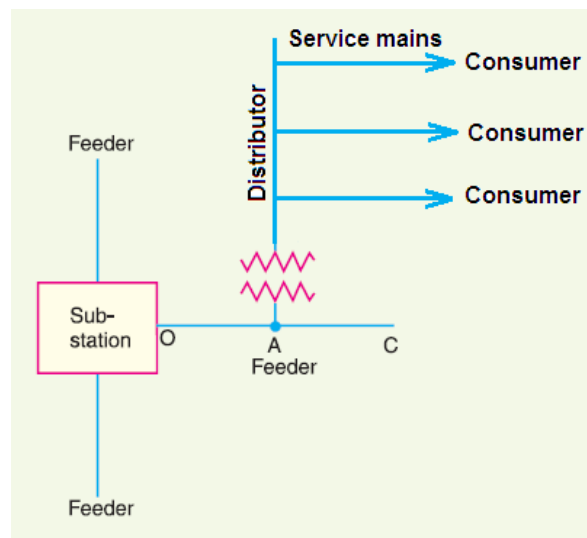 Service mains
Consumer
Distributor
Consumer
Feeder
Consumer
Sub-
station
O
A
C
Feeder
Feeder